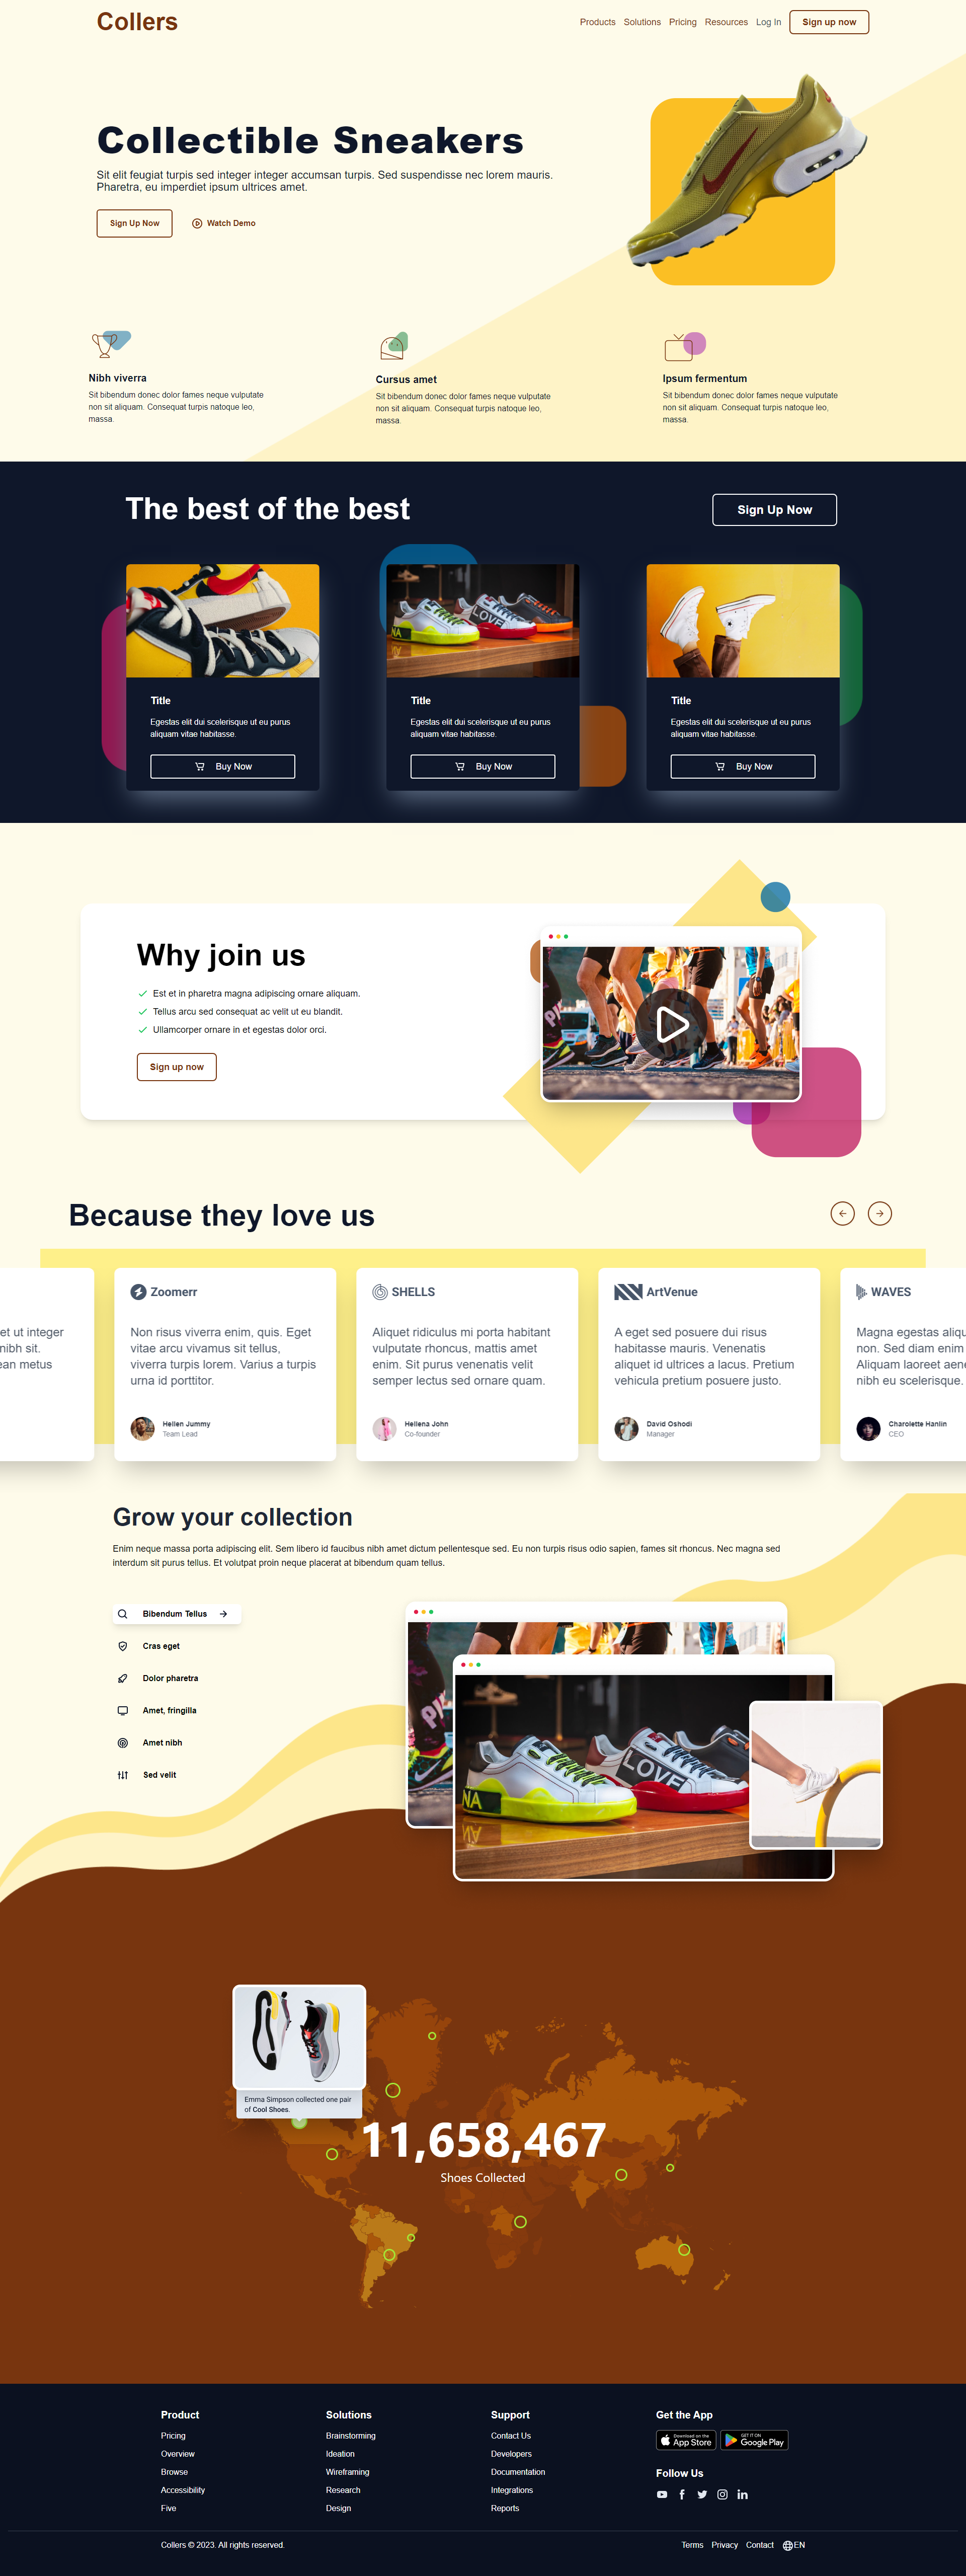 Collers
Products Solutions Pricing Resources Log In Sign up now
Collectible Sneakers
Sit elit feugiat turpis sed integer integer accumsan turpis. Sed suspendisse nec lorem mauris.
Pharetra, eu imperdiet ipsum ultrices amet.
Sign Up Now Watch Demo
Nibh viverra
Sit bibendum donec dolor fames neque vulputate
non sit aliquam. Consequat turpis natoque leo,
massa.
Cursus amet
Sit bibendum donec dolor fames neque vulputate
non sit aliquam. Consequat turpis natoque leo,
massa.
Ipsum fermentum
Sit bibendum donec dolor fames neque vulputate
non sit aliquam. Consequat turpis natoque leo,
massa.
The best of the best
Sign Up Now
Title
Egestas elit dui scelerisque ut eu purus
aliquam vitae habitasse.
Buy Now
NA
LOVE
Title
Egestas elit dui scelerisque ut eu purus
aliquam vitae habitasse.
Buy Now
Title
Egestas elit dui scelerisque ut eu purus
aliquam vitae habitasse.
Buy Now
Why join us
Est et in pharetra magna adipiscing ornare aliquam.
Tellus arcu sed consequat ac velit ut eu blandit.
Ullamcorper ornare in et egestas dolor orci.
Sign up now
Because they love us
et ut integer
nibh sit.
ean metus
Zoomerr
Non risus viverra enim, quis. Eget
vitae arcu vivamus sit tellus,
viverra turpis lorem. Varius a turpis
urna id porttitor.
Hellen Jummy
Team Lead
SHELLS
Aliquet ridiculus mi porta habitant
vulputate rhoncus, mattis amet
enim. Sit purus venenatis velit
semper lectus sed ornare quam.
Hellena John
Co-founder
ArtVenue
A eget sed posuere dui risus
habitasse mauris. Venenatis
aliquet id ultrices a lacus. Pretium
vehicula pretium posuere justo.
David Oshodi
Manager
WAVES
Magna egestas aliqu
non. Sed diam enim
Aliquam laoreet aene
nibh eu scelerisque.
Charolette Hanlin
CEO
Grow your collection
Enim neque massa porta adipiscing elit. Sem libero id faucibus nibh amet dictum pellentesque sed. Eu non turpis risus odio sapien, fames sit rhoncus. Nec magna sed
interdum sit purus tellus. Et volutpat proin neque placerat at bibendum quam tellus.
Bibendum Tellus
Cras eget
Dolor pharetra
Amet, fringilla
Amet nibh
Sed velit
NA
LOVE
Emma Simpson collected one pair
of Cool Shoes.
11,658,467
Shoes Collected
Product
Pricing
Overview
Browse
Accessibility
Five
Solutions
Brainstorming
Ideation
Wireframing
Research
Design
Support
Contact Us
Developers
Documentation
Integrations
Reports
Get the App
Download on the
App Store
GET IT ON
Google Play
Follow Us
Collers © 2023. All rights reserved.
Terms Privacy Contact EN